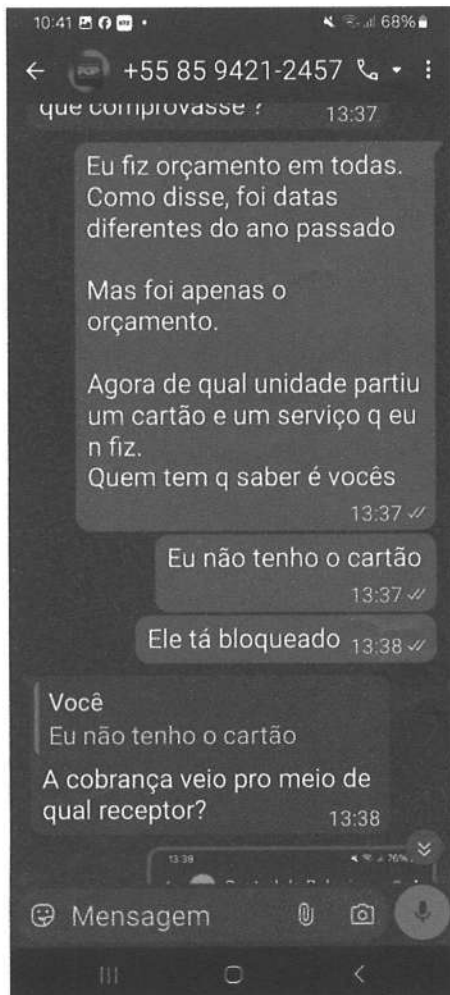 10:41
68%
+55 85 9421-2457
que comprovasse ?
13:37
Eu fiz orçamento em todas.
Como disse, foi datas
diferentes do ano passado
Mas foi apenas o
orçamento.
Agora de qual unidade partiu
um cartão e um serviço q eu
n fiz.
Quem tem q saber é vocês
13:37
Eu não tenho o cartão
13:37
Ele tá bloqueado 13:38
Você
Eu não tenho o cartão
A cobrança veio pro meio de
qual receptor?
13:38
13:38
76%
Mensagem